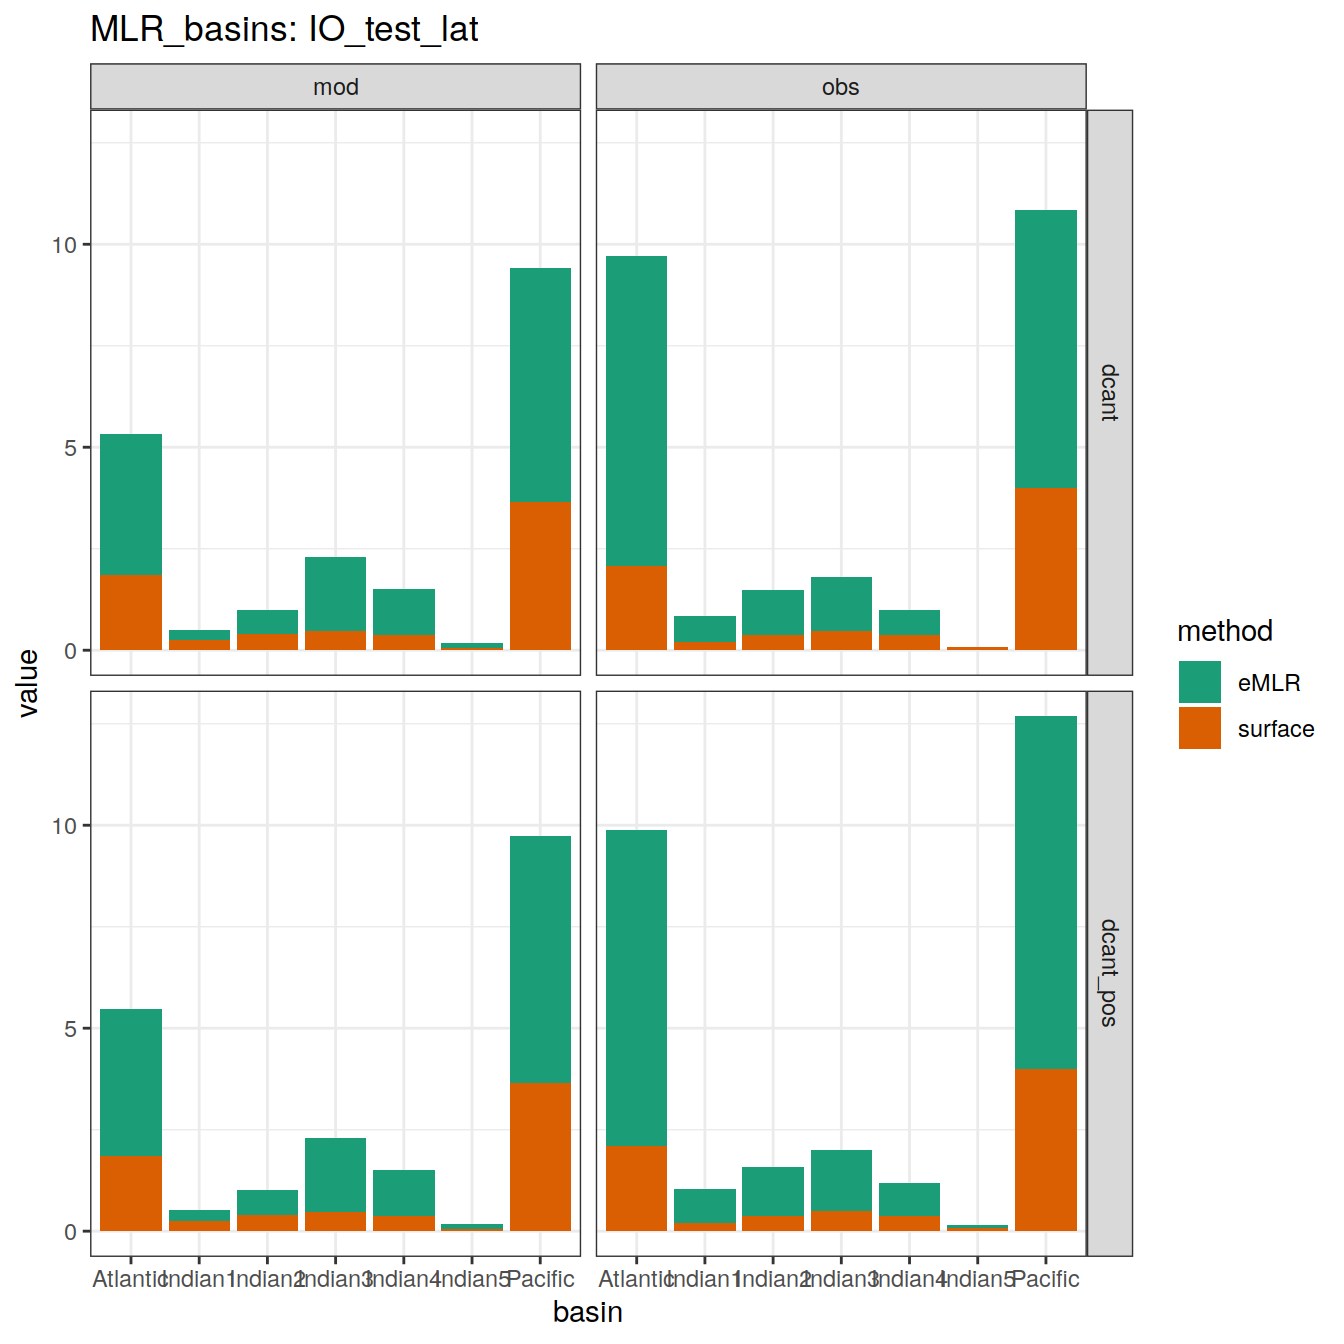 MLR_basins: IO_test_lat
mod
obs
10
5
0
dcant
10
5
0
dcant_pos
value
Atlantic Indian1 Indian2 Indian3 Indian4 Indian5 Pacific
Atlantic Indian1 Indian2 Indian3 Indian4 Indian5 Pacific
basin
method
eMLR
surface